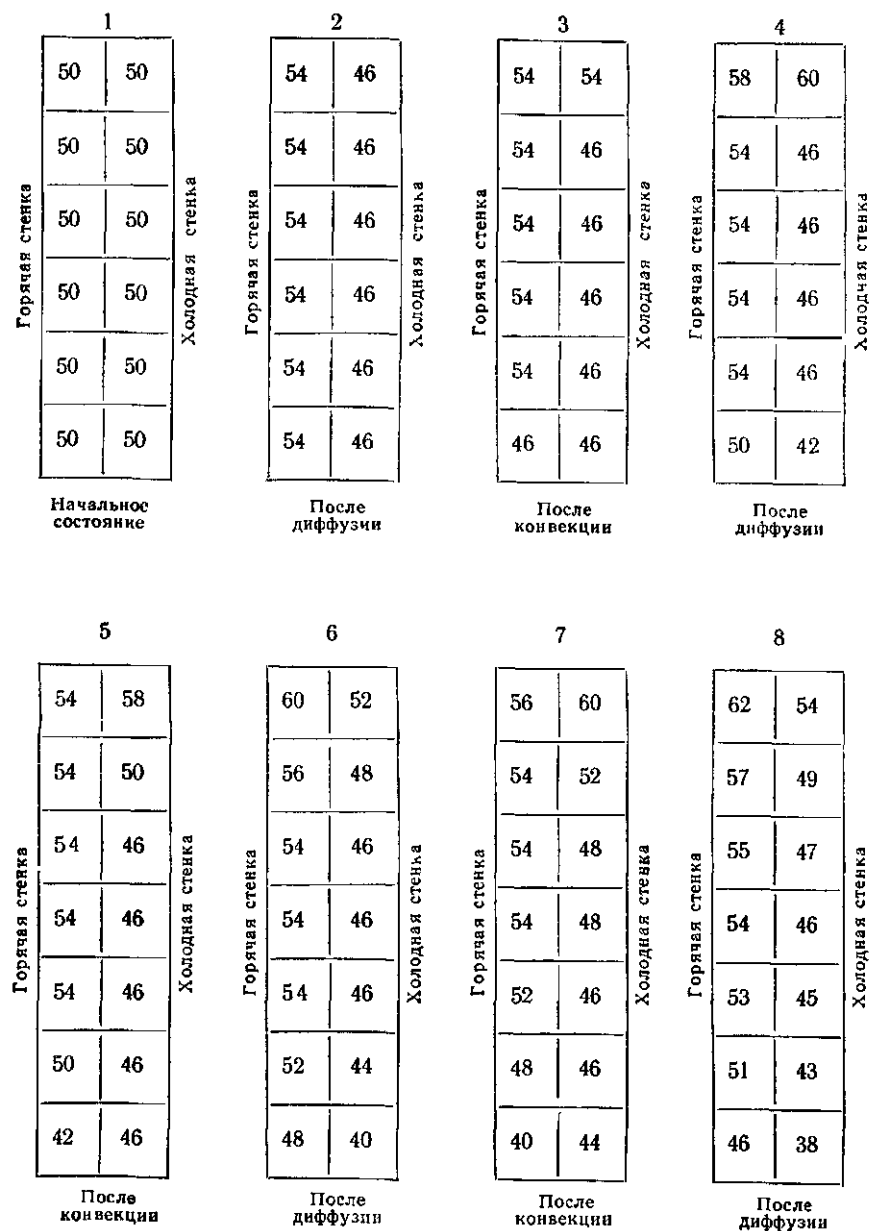 1 2 3 4
50 50 54 46 54 54 58 60
50 50 54 46 54 46 54 46
50 50 54 46 54 46 54 46
50 50 54 46 54 46 54 46
50 50 54 46 54 46 54 46
50 50 54 46 46 46 50 42
Горячая стенка
Холодная стенка
Горячая стенка
Холодная стенка
Горячая стенка
Холодная стенка
Горячая стенка
Холодная стенка
Начальное
состояние
После
диффузии
После
конвекции
После
диффузии
5 6 7 8
54 58 60 52 56 60 62 54
54 50 56 48 54 52 57 49
54 46 54 46 54 48 55 47
54 46 54 46 54 48 54 46
54 46 54 46 52 46 53 45
50 46 52 44 48 46 51 43
42 46 48 40 40 44 46 38
Горячая стенка
Холодная стенка
Горячая стенка
Холодная стенка
Горячая стенка
Холодная стенка
Горячая стенка
Холодная стенка
После
конвекции
После
диффузии
После
конвекции
После
диффузии